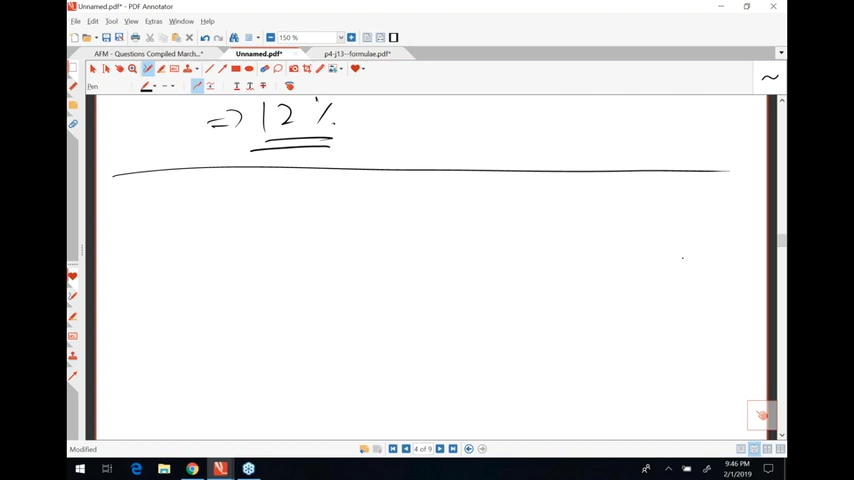 Unnamed.pdf* - PDF Annotator
File Edit Tool View Extras Window Help
150 %
AFM - Questions Compiled March...* Unnamed.pdf* p4-j13--formulae.pdf*
Pen
=> 12 %
Modified
4 of 9
9:46 PM
2/1/2019